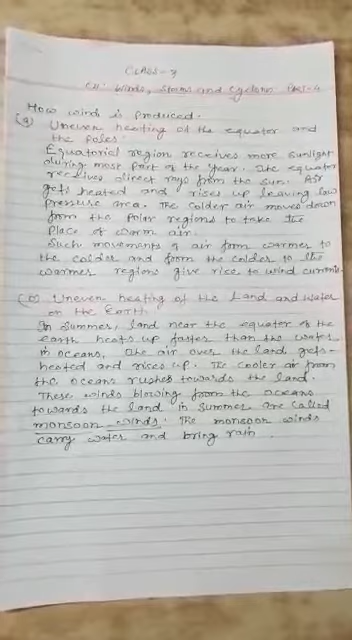 CLASS-7
CH: Winds, Storms and Cyclone Part-4
How wind is produced.
(a) Uneven heating of the equator and
the poles.
Equatorial region receives more sunlight
during most part of the year. The equator
receives direct rays from the sun. Air
gets heated and rises up leaving low
pressure area. The colder air moves down
from the polar regions to take the
place of warm air.
Such movements of air from warmer to
the colder and from the colder to the
warmer regions give rice to wind currents
(b) Uneven heating of the Land and water
on the Earth
In Summer, land near the equator of the
earth heats up faster than the water
in oceans, The air over the land gets
heated and rises up. The cooler air from
the oceans rushes towards the land.
These winds blowing from the oceans
towards the land in summer are called
monsoon winds. The monsoon winds
carry water and bring rain.